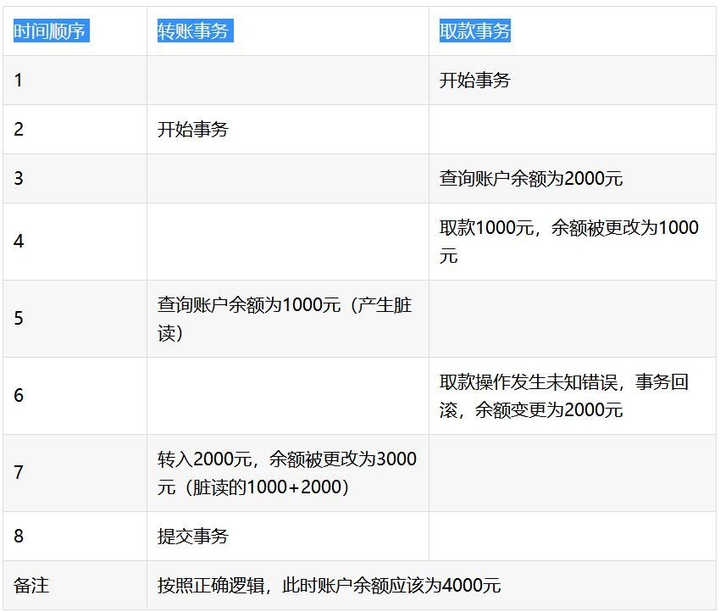 时间顺序 转账事务 取款事务
1 开始事务
2 开始事务
3 查询账户余额为2000元
4 取款1000元，余额被更改为1000
元
5 查询账户余额为1000元（产生脏
读）
6 取款操作发生未知错误，事务回
滚，余额变更为2000元
7 转入2000元，余额被更改为3000
元（脏读的1000+2000）
8 提交事务
备注 按照正确逻辑，此时账户余额应该为4000元